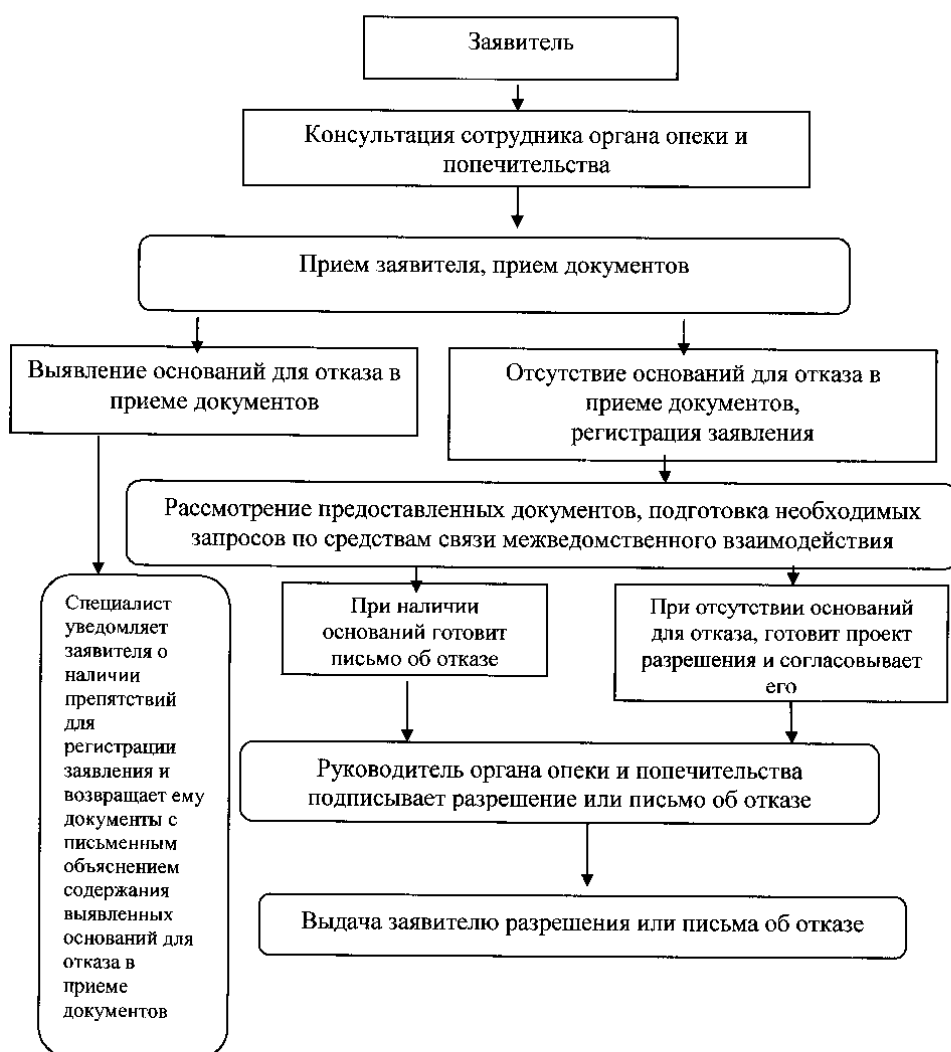 Заявитель
Консультация сотрудника органа опеки и
попечительства
Прием заявителя, прием документов
Выявление оснований для отказа в
приеме документов
Отсутствие оснований для отказа в
приеме документов,
регистрация заявления
Рассмотрение предоставленных документов, подготовка необходимых
запросов по средствам связи межведомственного взаимодействия
Специалист
уведомляет
заявителя о
наличии
препятствий
для
регистрации
заявления и
возвращает ему
документы с
письменным
объяснением
содержания
выявленных
оснований для
отказа в
приеме
документов
При наличии
оснований готовит
письмо об отказе
При отсутствии оснований
для отказа, готовит проект
разрешения и согласовывает
его
Руководитель органа опеки и попечительства
подписывает разрешение или письмо об отказе
Выдача заявителю разрешения или письма об отказе